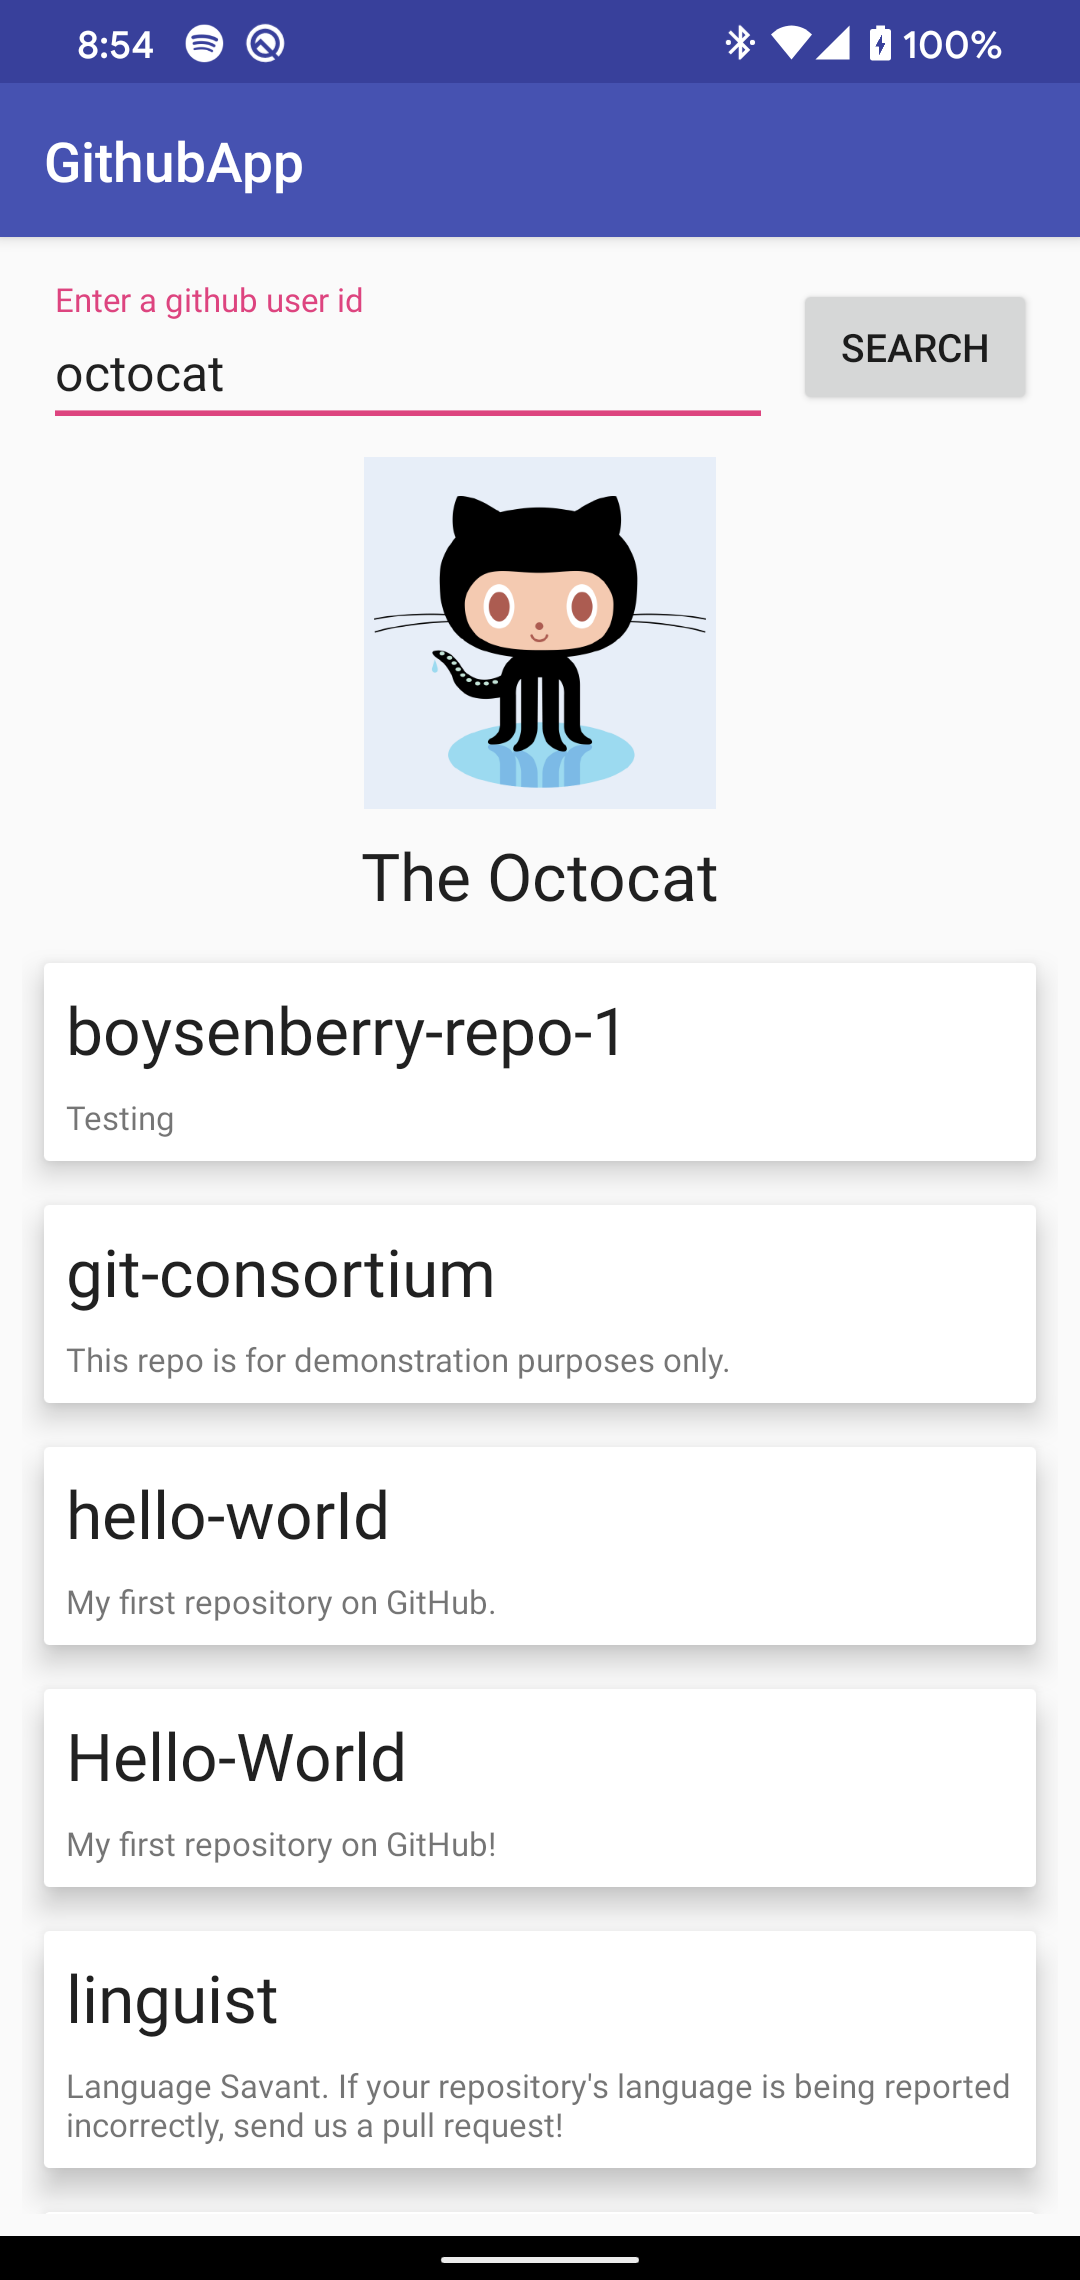 8:54
100%
GithubApp
Enter a github user id
octocat
SEARCH
The Octocat
boysenberry-repo-1
Testing
git-consortium
This repo is for demonstration purposes only.
hello-world
My first repository on GitHub.
Hello-World
My first repository on GitHub!
linguist
Language Savant. If your repository's language is being reported
incorrectly, send us a pull request!